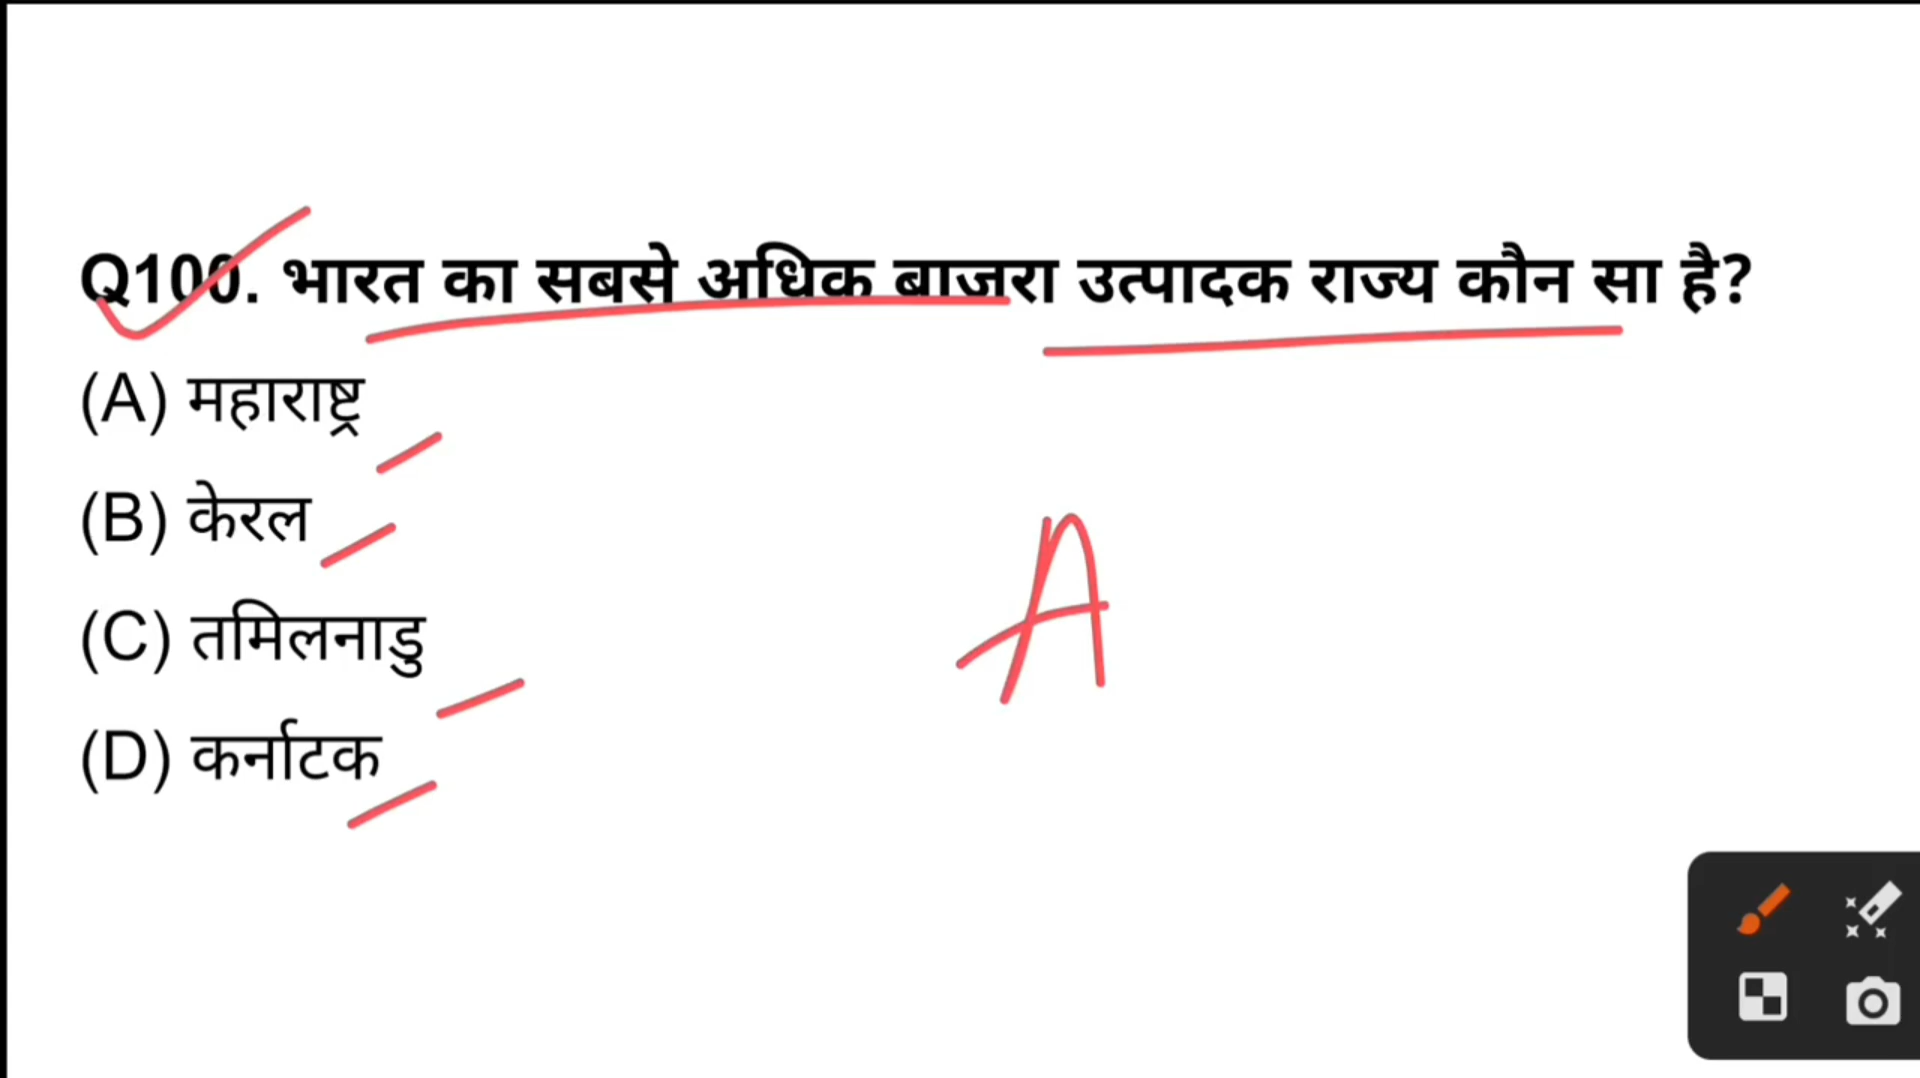 Q100. भारत का सबसे अधिक बाजरा उत्पादक राज्य कौन सा है?
(A) महाराष्ट्र
(B) केरल
(C) तमिलनाडु
(D) कर्नाटक
A